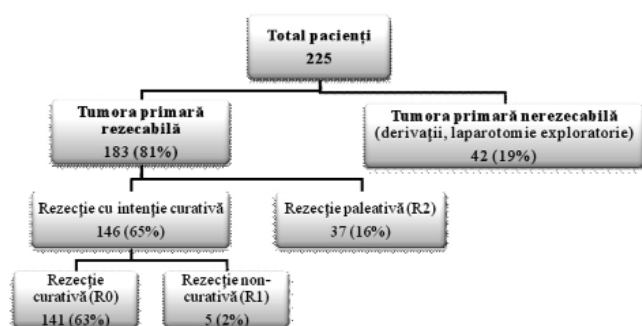 Total pacienți
225
Tumora primară
rezecabilă
183 (81%)
Tumora primară nerezecabilă
(derivații, laparotomie exploratorie)
42 (19%)
Rezecție cu intenție curativă
146 (65%)
Rezecție paleativă (R2)
37 (16%)
Rezecție
curativă (R0)
141 (63%)
Rezecție non-
curativă (R1)
5 (2%)